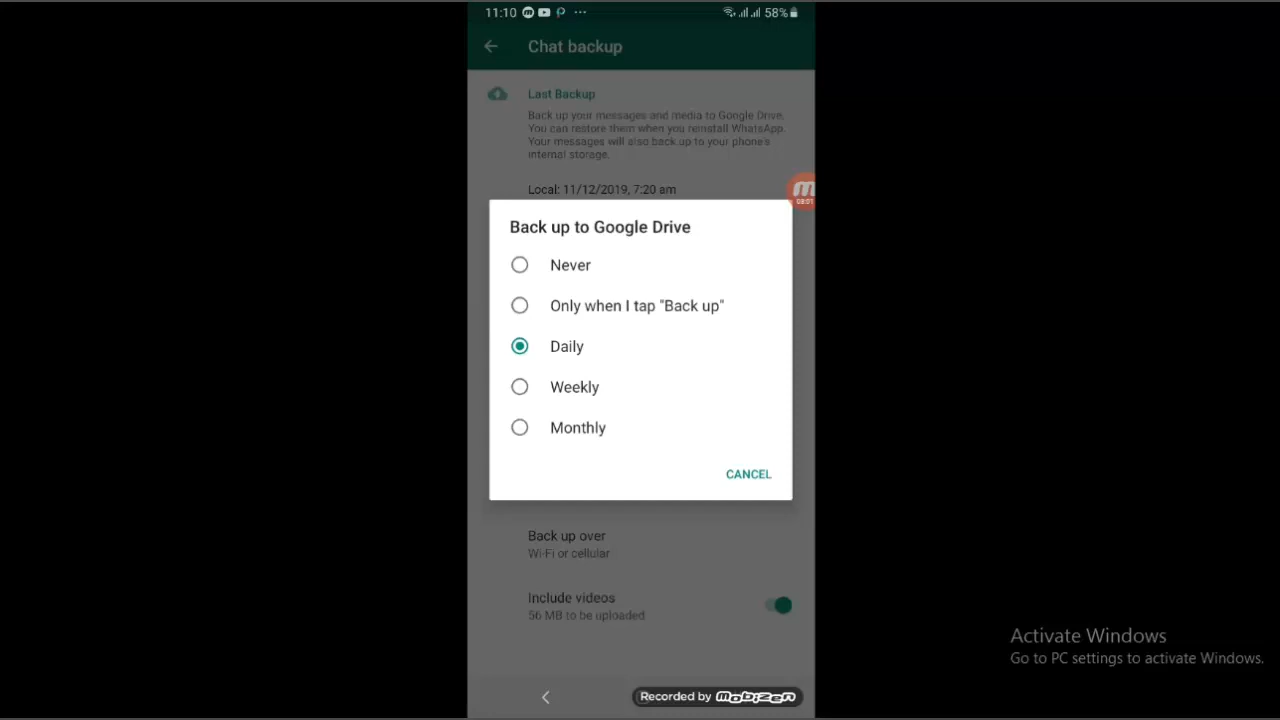 11:10 58%
Chat backup
Last Backup
Back up your messages and media to Google Drive.
You can restore them when you reinstall WhatsApp.
Your messages will also back up to your phone's
internal storage.
Local: 11/12/2019, 7:20 am
08:01
Back up to Google Drive
Never
Only when I tap "Back up"
Daily
Weekly
Monthly
CANCEL
Back up over
Wi-Fi or cellular
Include videos
56 MB to be uploaded
Activate Windows
Go to PC settings to activate Windows.
Recorded by mobizen